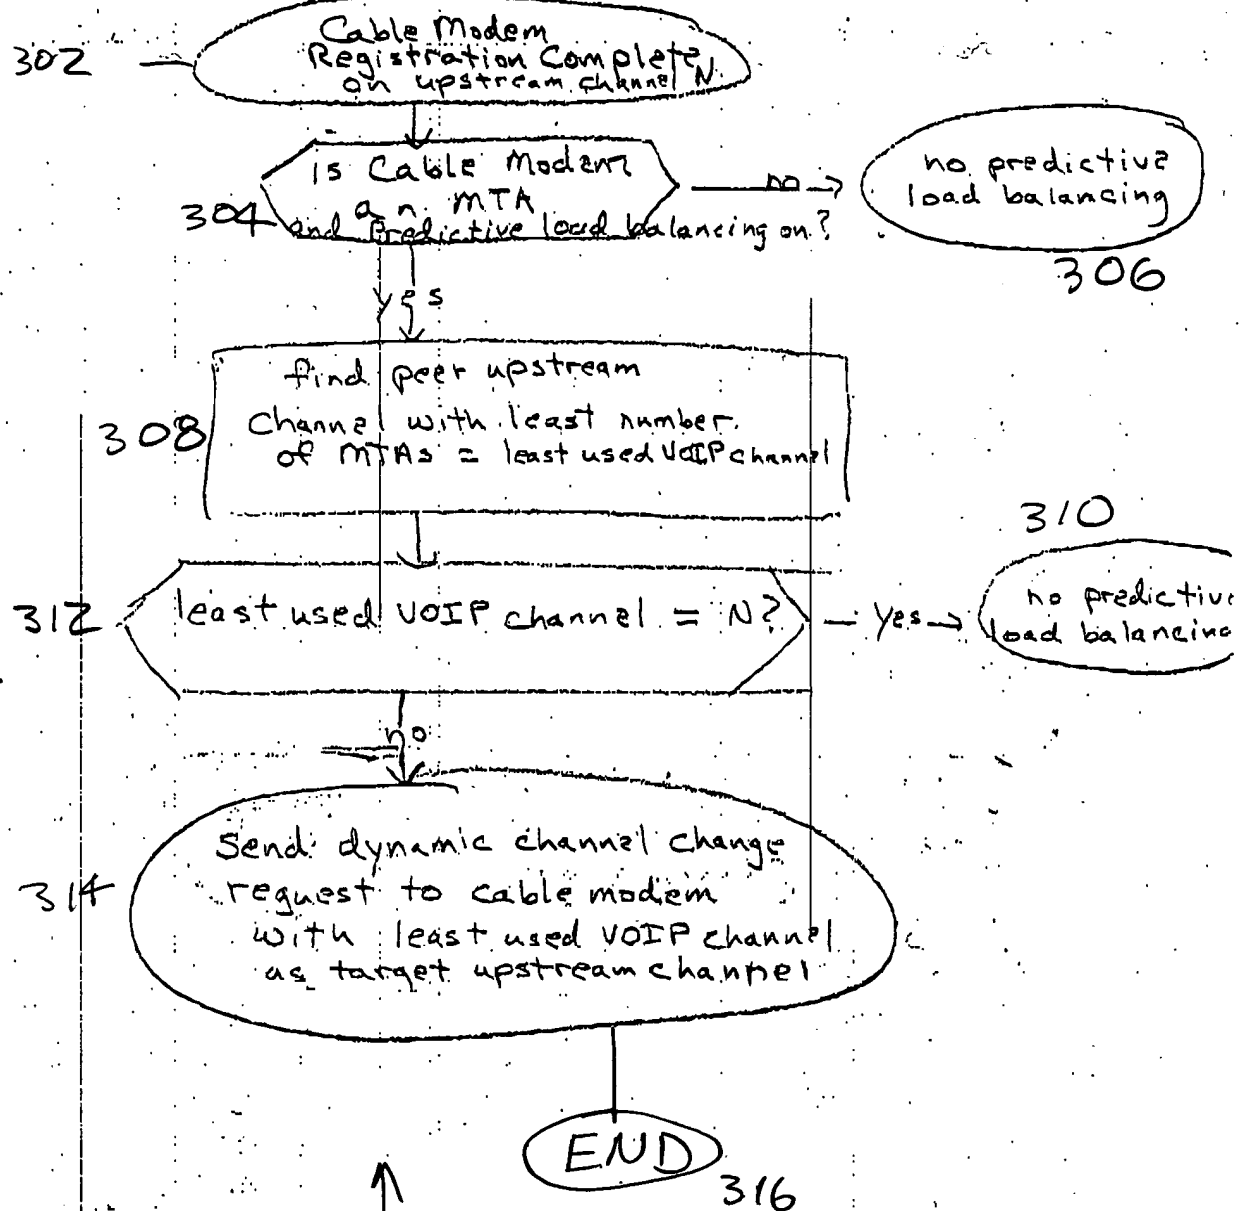 302
Cable Modem
Registration Complete
on upstream channel N
is Cable Modem
an MTA
304
and Predictive load balancing on?
no
no predictive
load balancing
306
yes
308
find peer upstream
Channel with least number
of MTAs = least used VOIP channel
310
312
least used VOIP channel = N?
yes
no predictive
load balancing
no
314
Send dynamic channel change
request to cable modem
with least used VOIP channel
as target upstream channel
END
316